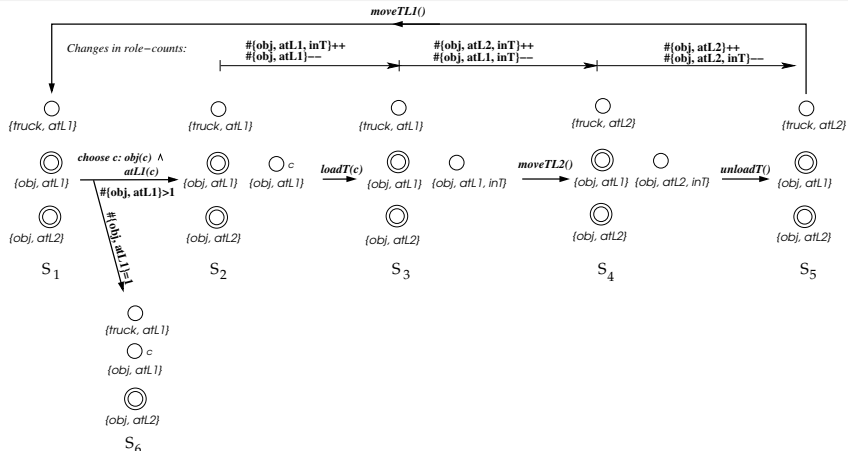 moveTL1()
Changes in role−counts:
#{obj, atL1, inT}++
#{obj, atL1}−−
#{obj, atL2, inT}++
#{obj, atL1, inT}−−
#{obj, atL2}++
#{obj, atL2, inT}−−
{truck, atL1}
{truck, atL1}
{truck, atL1}
{truck, atL2}
{truck, atL2}
choose c: obj(c) ∧
atL1(c)
#{obj, atL1}>1
c
loadT(c)
moveTL2()
unloadT()
{obj, atL1}
{obj, atL1}
{obj, atL1}
{obj, atL1}
{obj, atL1, inT}
{obj, atL1}
{obj, atL2, inT}
{obj, atL1}
#{obj, atL1}=1
{obj, atL2}
{obj, atL2}
{obj, atL2}
{obj, atL2}
{obj, atL2}
S1
S2
S3
S4
S5
{truck, atL1}
c
{obj, atL1}
{obj, atL2}
S6